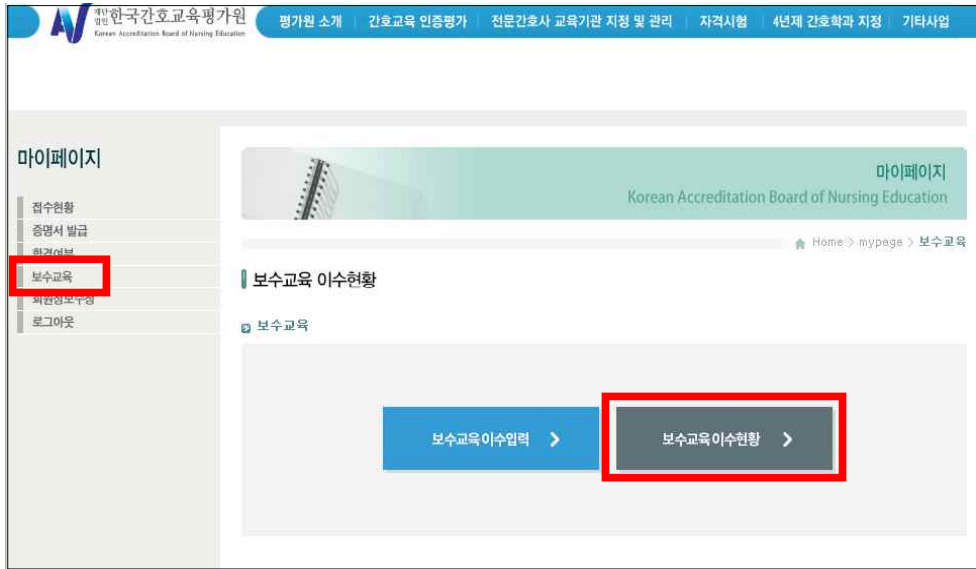 재단법인 한국간호교육평가원
Korean Accreditation Board of Nursing Education
평가원 소개 간호교육 인증평가 전문간호사 교육기관 지정 및 관리 자격시험 4년제 간호학과 지정 기타사업
마이페이지
접수현황
증명서 발급
합격여부
보수교육
회원정보수정
로그아웃
마이페이지
Korean Accreditation Board of Nursing Education
Home > mypage > 보수교육
보수교육 이수현황
보수교육
보수교육이수입력
보수교육이수현황